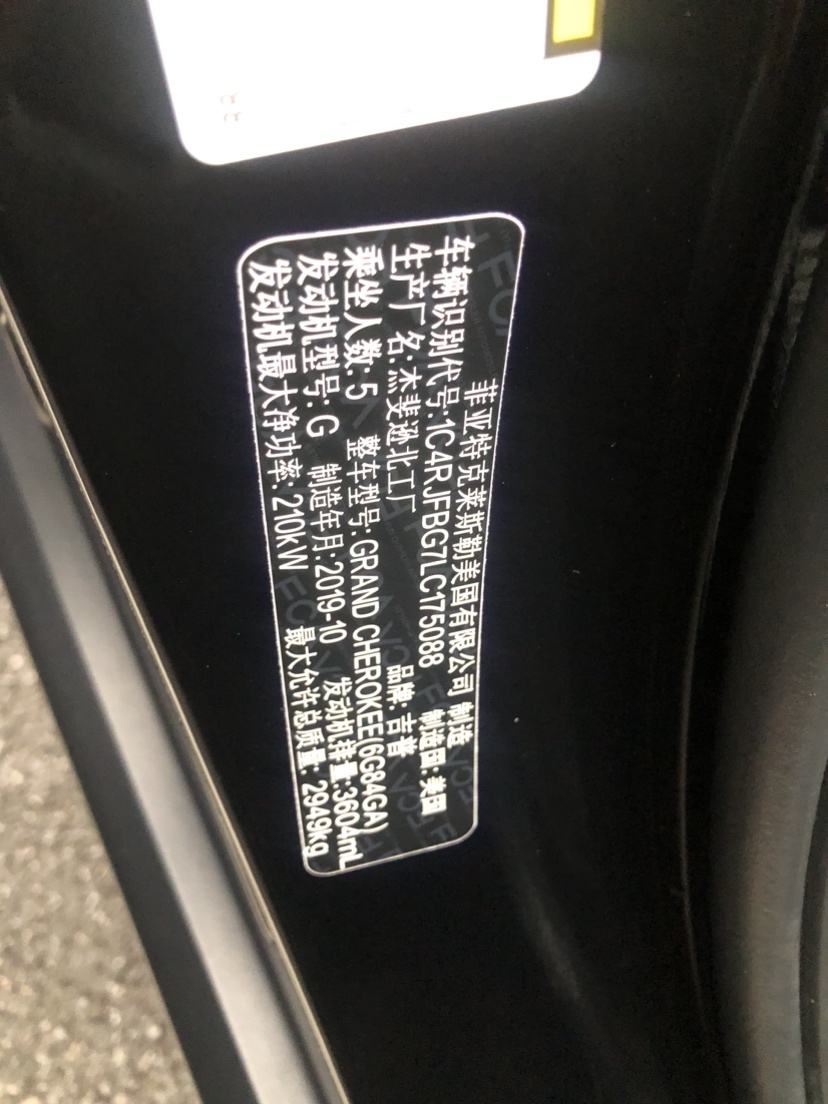 菲亚特克莱斯勒美国有限公司 制造
车辆识别代号:1C4RJFBG7LC175088 制造国:美国
生产厂名:杰斐逊北工厂 品牌:吉普
乘坐人数:5 整车型号:GRAND CHEROKEE(6G84GA)
发动机型号:G 制造年月:2019-10 发动机排量:3604mL
发动机最大净功率:210kW 最大允许总质量:2949kg